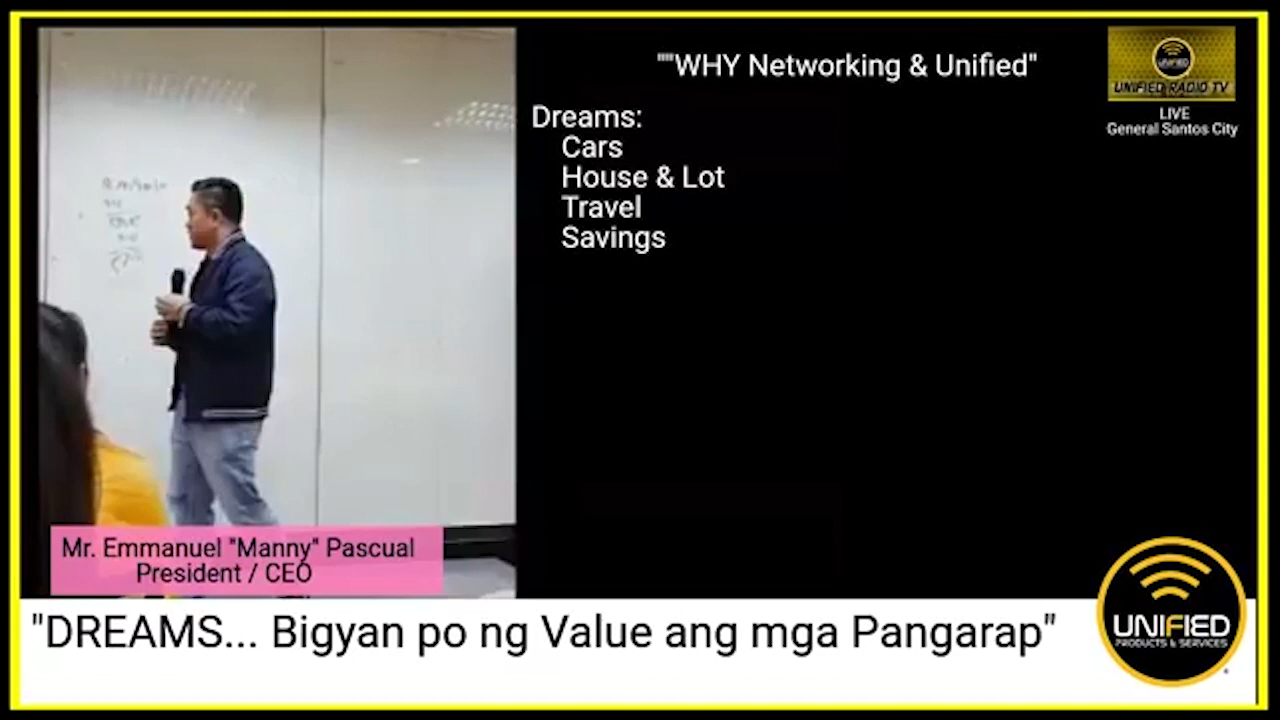 ""WHY Networking & Unified"
UNIFIED
UNIFIED RADIO TV
LIVE
General Santos City
Dreams:
Cars
House & Lot
Travel
Savings
Mr. Emmanuel "Manny" Pascual
President / CEO
"DREAMS... Bigyan po ng Value ang mga Pangarap"
UNIFIED
PRODUCTS & SERVICES